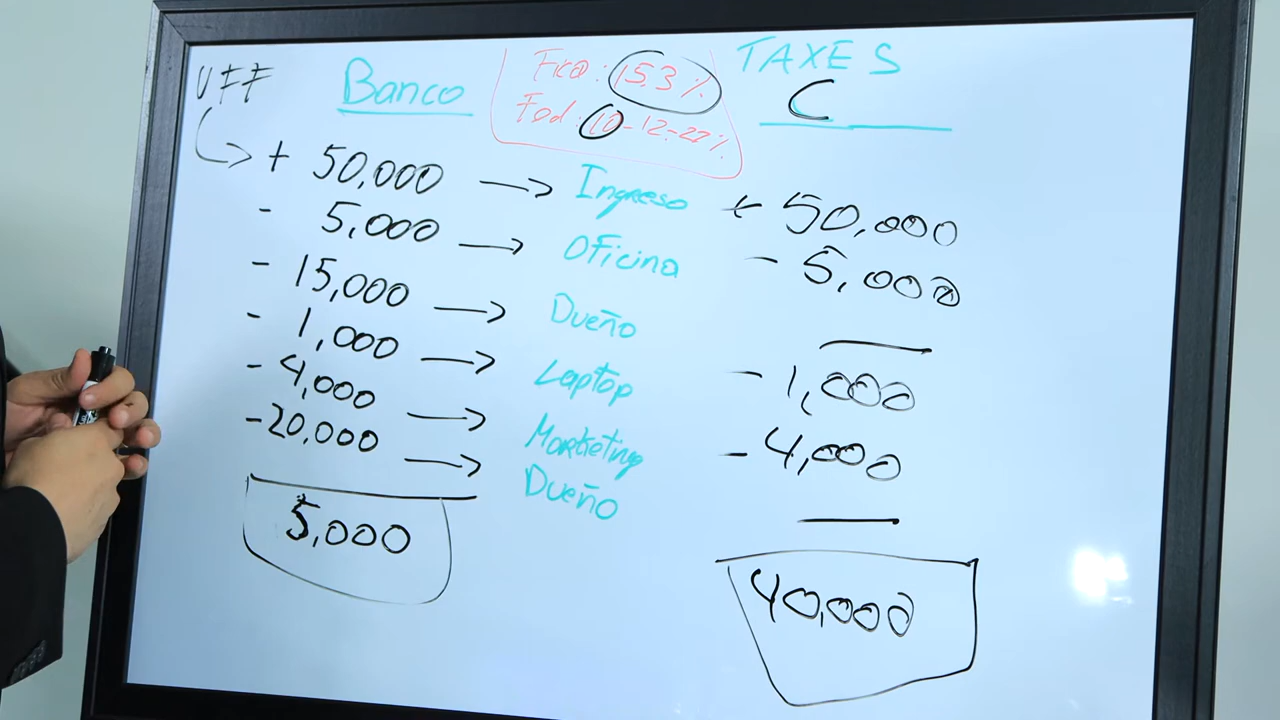 UFF
Banco
Fica: 15.3%
Fed: 10-12-22%
TAXES
C
+ 50,000 → Ingreso + 50,000
- 5,000 → Oficina - 5,000
- 15,000 → Dueño
- 1,000 → Laptop - 1,000
- 4,000 → Marketing - 4,000
- 20,000 → Dueño
5,000
40,000